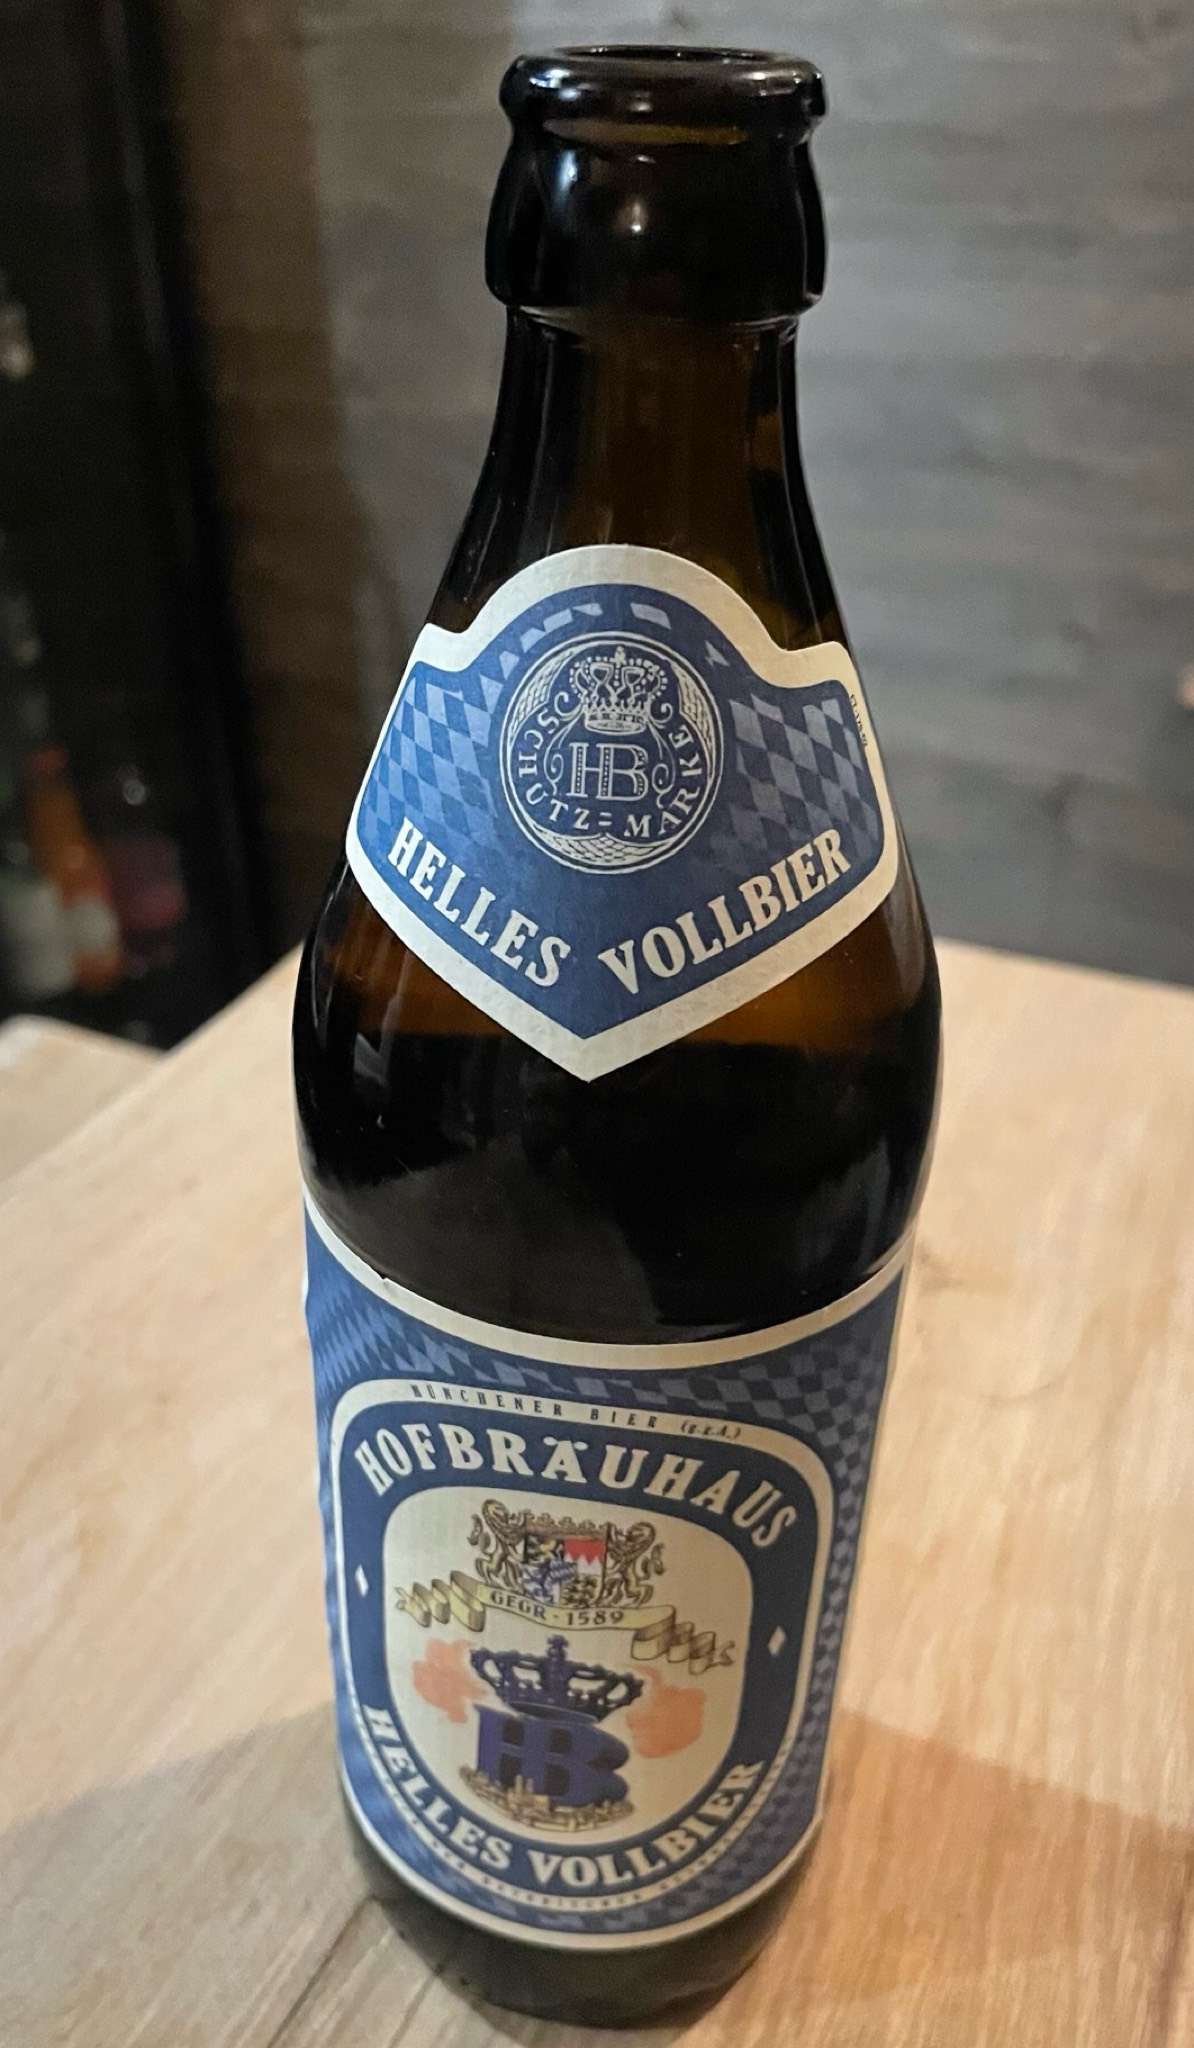 SCHUTZ=MARKE
HB
HELLES VOLLBIER
MÜNCHENER BIER (g.g.A.)
HOFBRÄUHAUS
GEGR - 1589
HB
HELLES VOLLBIER